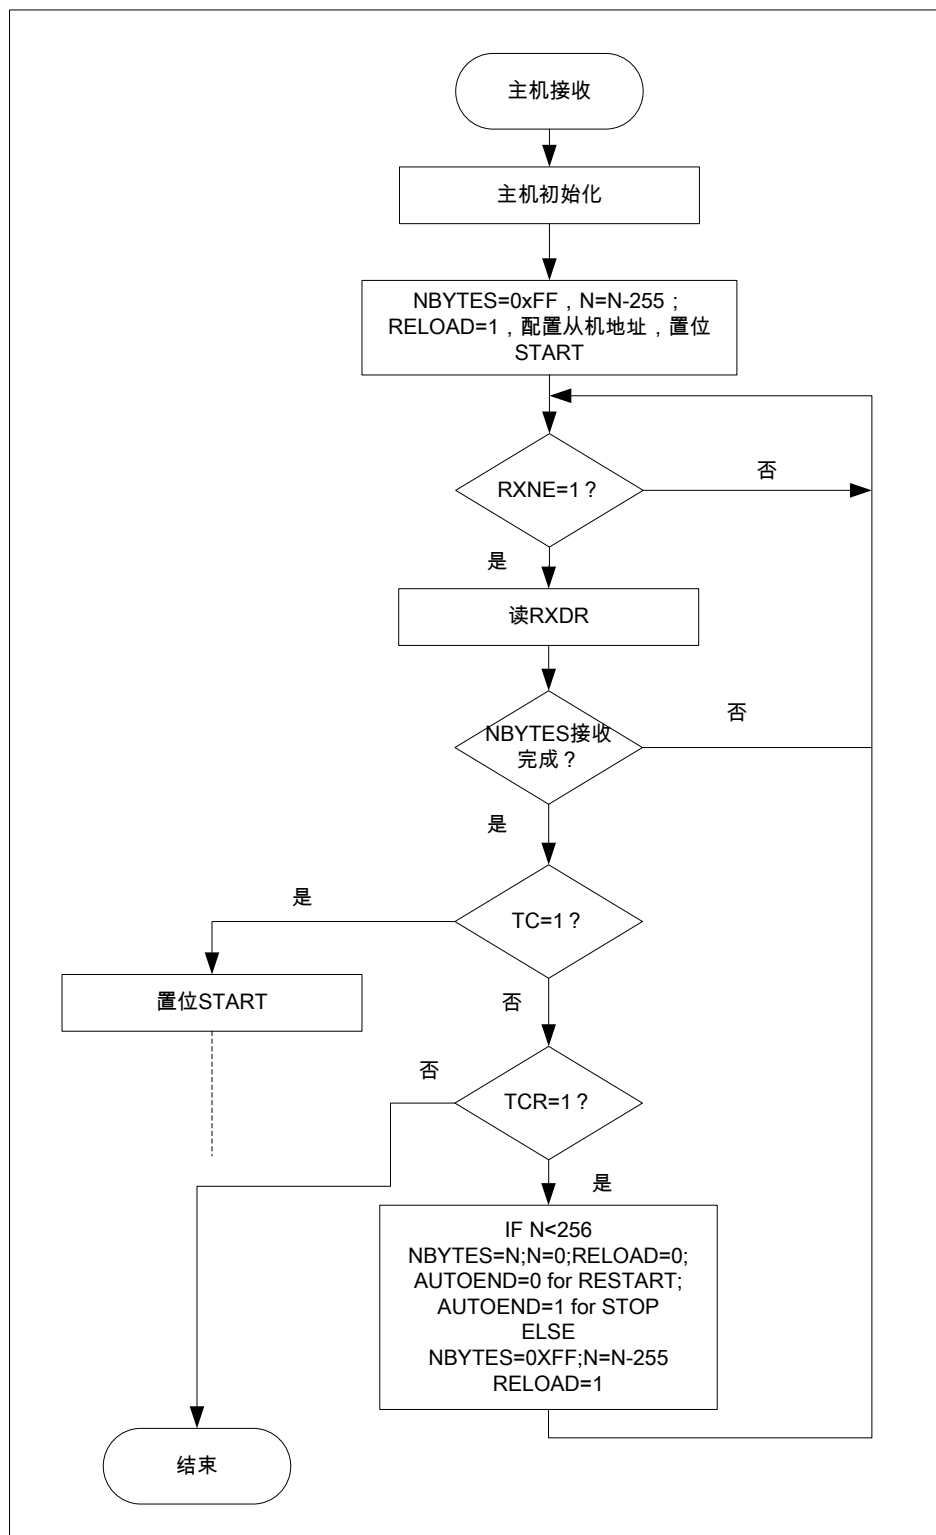 主机接收
主机初始化
NBYTES=0xFF，N=N-255；
RELOAD=1，配置从机地址，置位
START
RXNE=1？
否
是
读RXDR
NBYTES接收
完成？
否
是
TC=1？
是
置位START
否
TCR=1？
否
是
IF N<256
NBYTES=N;N=0;RELOAD=0;
AUTOEND=0 for RESTART;
AUTOEND=1 for STOP
ELSE
NBYTES=0XFF;N=N-255
RELOAD=1
结束